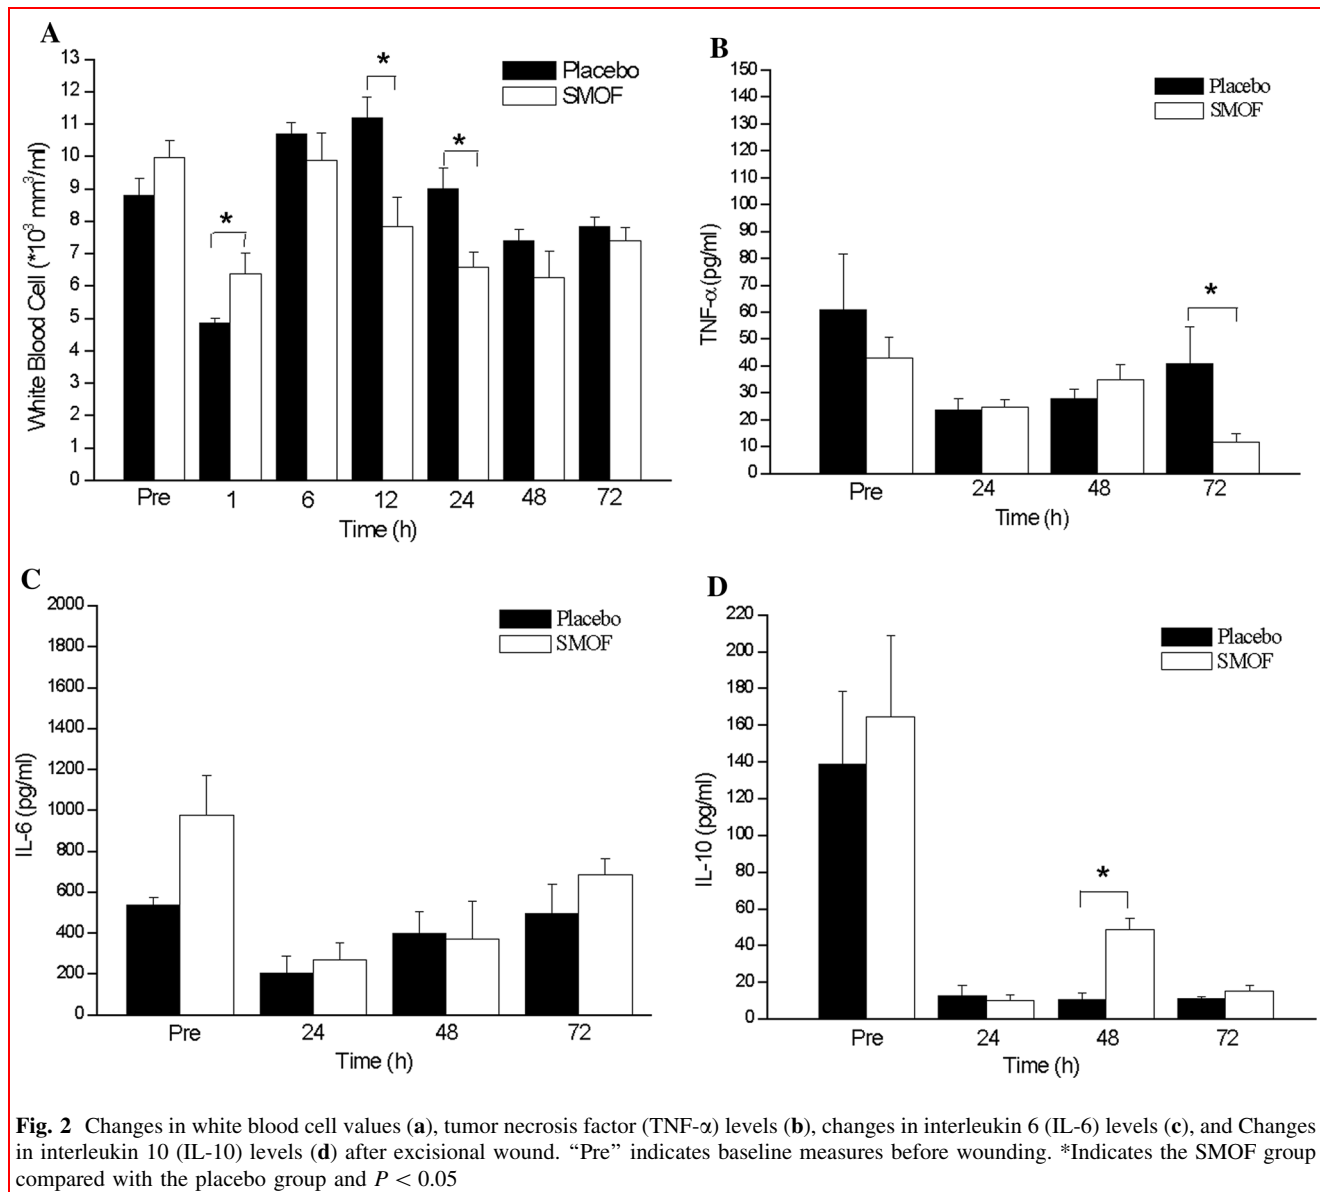 A
13
12
11
10
9
8
7
6
5
4
3
2
1
0
White Blood Cell (*10³ mm³/ml)
Placebo
SMOF
*
*
*
Pre 1 6 12 24 48 72
Time (h)
B
150
140
130
120
110
100
90
80
70
60
50
40
30
20
10
0
TNF-α(pg/ml)
Placebo
SMOF
*
Pre 24 48 72
Time (h)
C
2000
1800
1600
1400
1200
1000
800
600
400
200
0
IL-6 (pg/ml)
Placebo
SMOF
Pre 24 48 72
Time (h)
D
220
200
180
160
140
120
100
80
60
40
20
0
IL-10 (pg/ml)
Placebo
SMOF
*
Pre 24 48 72
Time (h)
Fig. 2 Changes in white blood cell values (a), tumor necrosis factor (TNF-α) levels (b), changes in interleukin 6 (IL-6) levels (c), and Changes
in interleukin 10 (IL-10) levels (d) after excisional wound. “Pre” indicates baseline measures before wounding. *Indicates the SMOF group
compared with the placebo group and P < 0.05